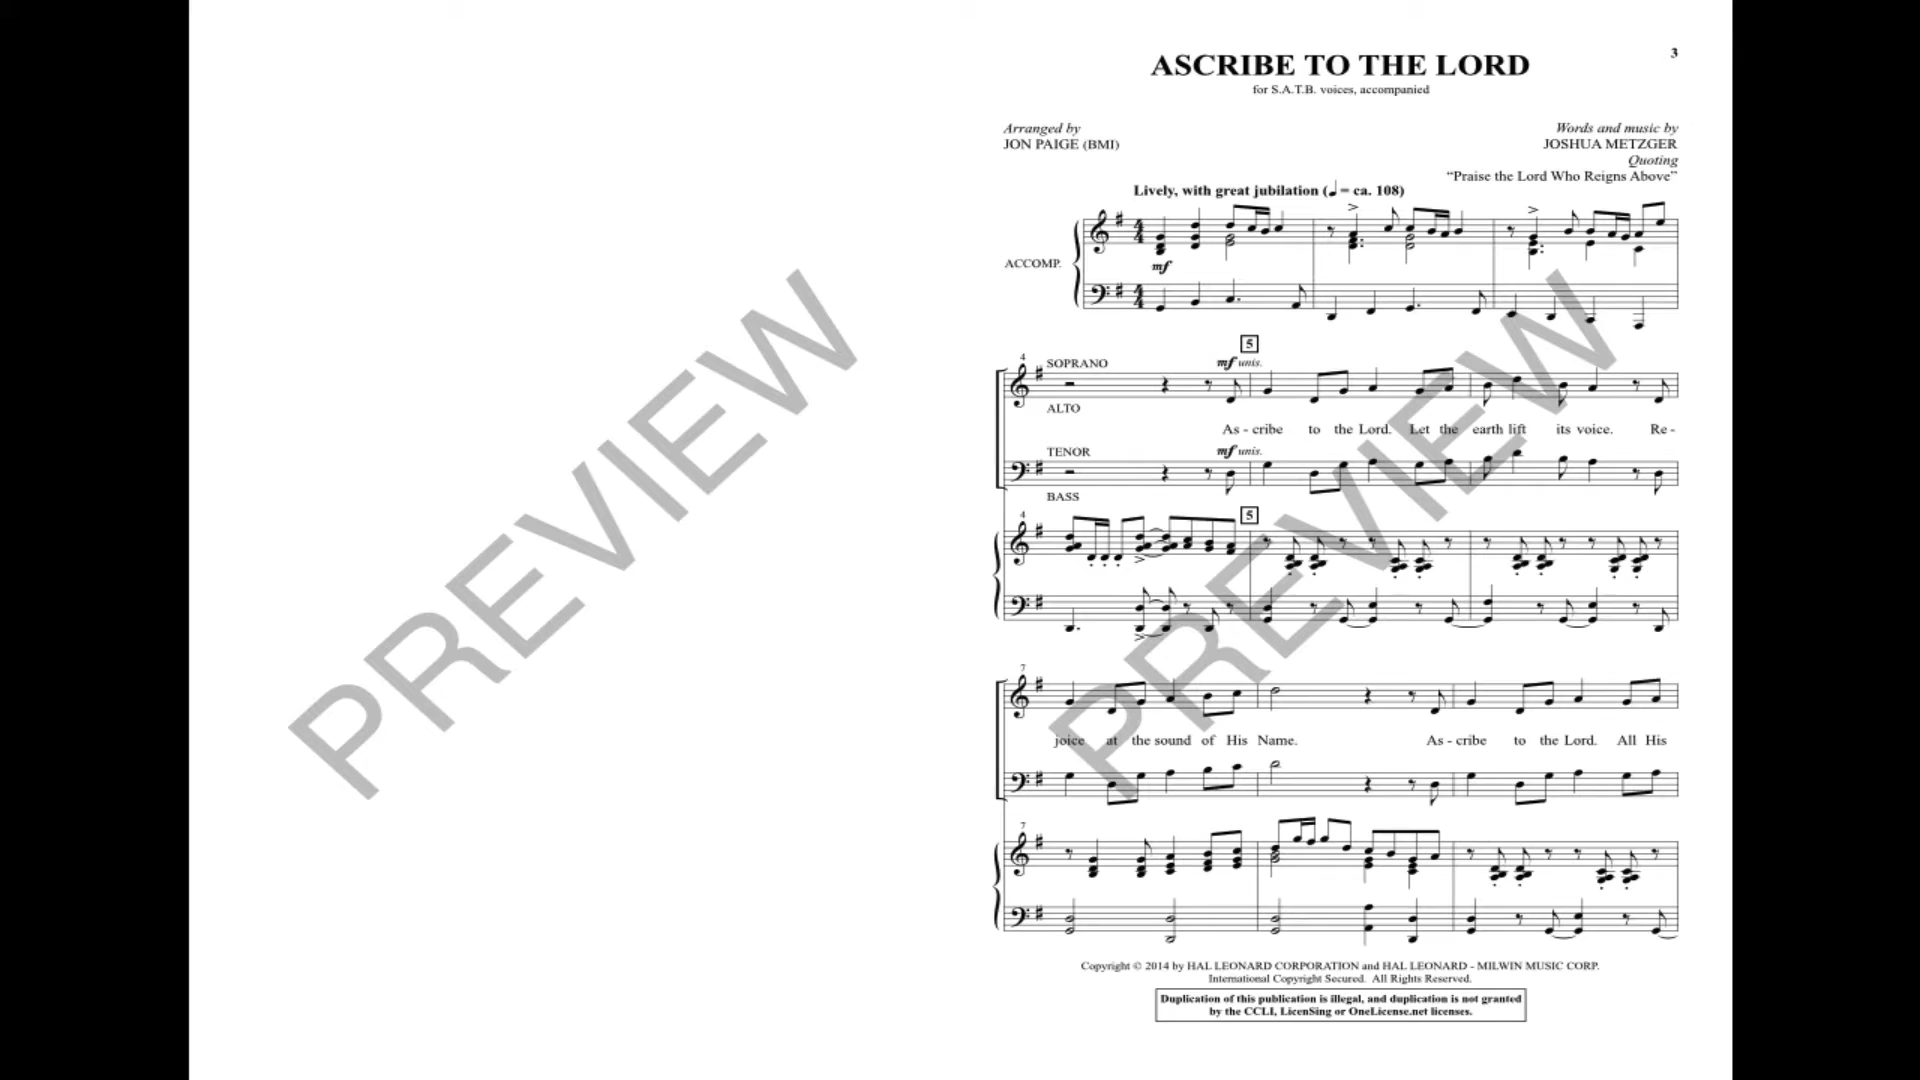 3
ASCRIBE TO THE LORD
for S.A.T.B. voices, accompanied
Arranged by
JON PAIGE (BMI)
Words and music by
JOSHUA METZGER
Quoting
“Praise the Lord Who Reigns Above”
Lively, with great jubilation (♩ = ca. 108)
ACCOMP.
mf
5
4
SOPRANO
mf unis.
ALTO
As - cribe to the Lord. Let the earth lift its voice. Re -
TENOR
mf unis.
BASS
4
5
7
joice at the sound of His Name. As - cribe to the Lord. All His
7
Copyright © 2014 by HAL LEONARD CORPORATION and HAL LEONARD - MILWIN MUSIC CORP.
International Copyright Secured. All Rights Reserved.
Duplication of this publication is illegal, and duplication is not granted
by the CCLI, LicenSing or OneLicense.net licenses.
PREVIEW
PREVIEW